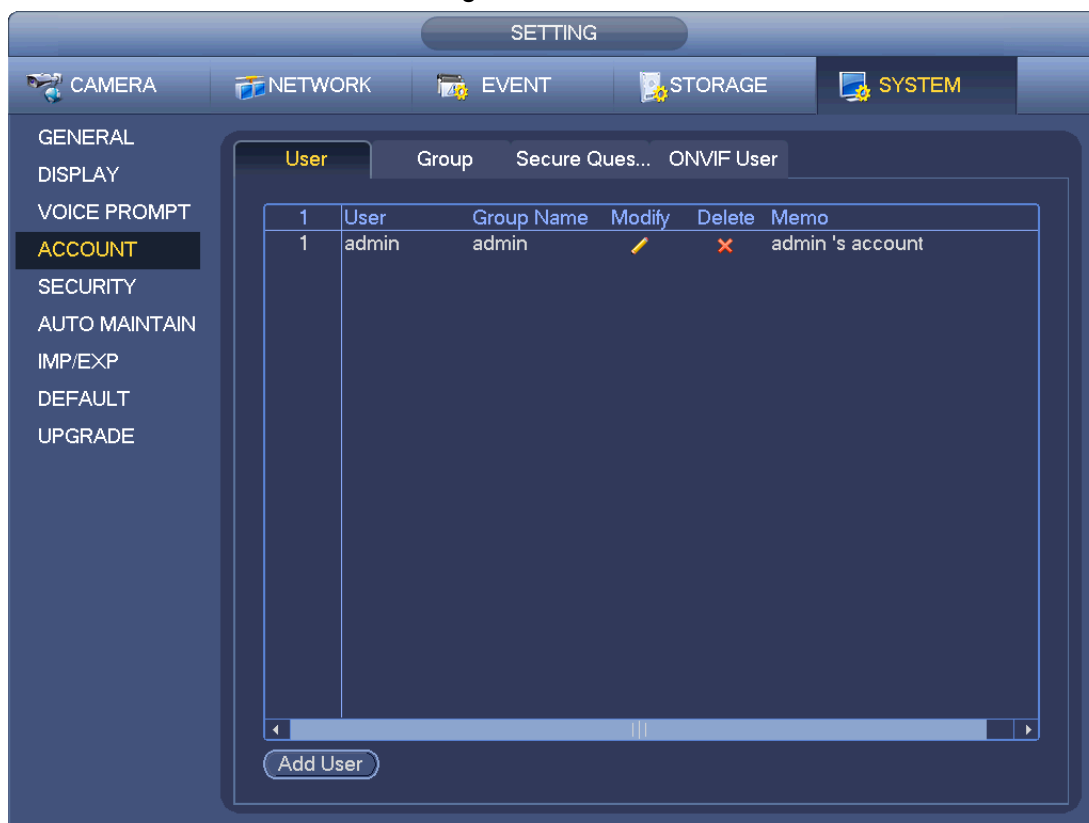 SETTING
CAMERA NETWORK EVENT STORAGE SYSTEM
GENERAL
DISPLAY
VOICE PROMPT
ACCOUNT
SECURITY
AUTO MAINTAIN
IMP/EXP
DEFAULT
UPGRADE
User Group Secure Ques... ONVIF User
1 User Group Name Modify Delete Memo
1 admin admin admin 's account
Add User